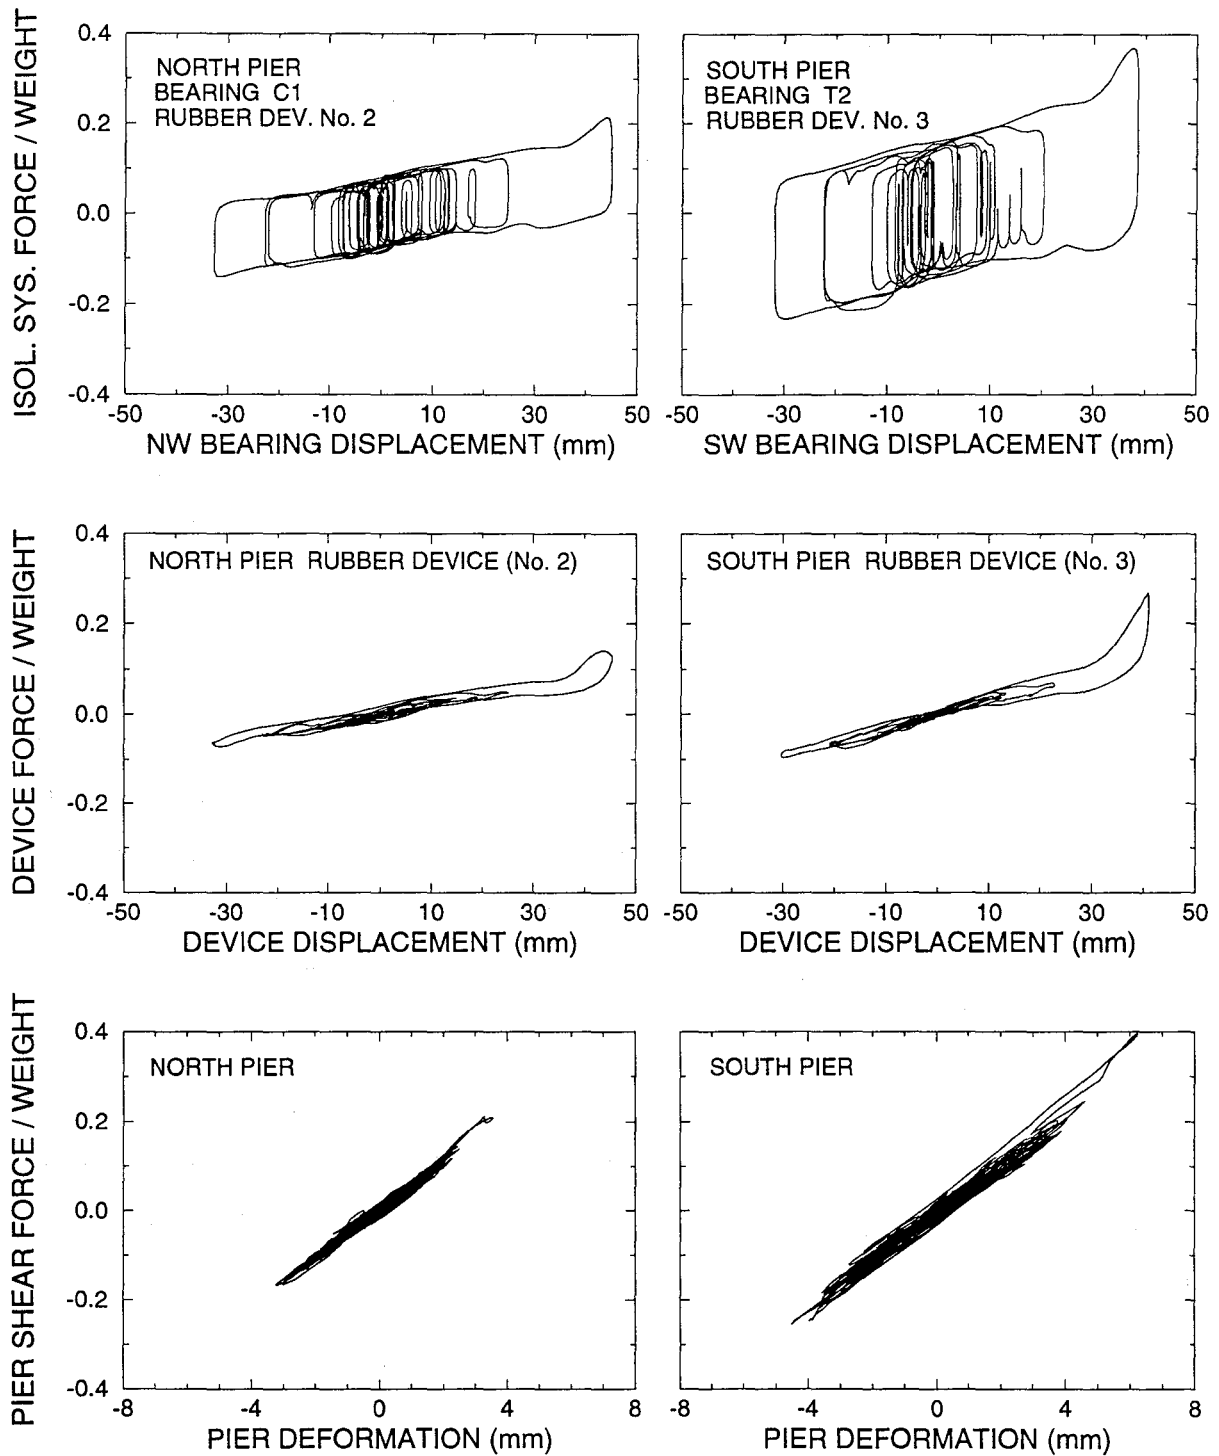 ISOL. SYS. FORCE / WEIGHT
0.4
0.2
0.0
-0.2
-0.4
NORTH PIER
BEARING C1
RUBBER DEV. No. 2
-50 -30 -10 10 30 50
NW BEARING DISPLACEMENT (mm)
SOUTH PIER
BEARING T2
RUBBER DEV. No. 3
-50 -30 -10 10 30 50
SW BEARING DISPLACEMENT (mm)
DEVICE FORCE / WEIGHT
0.4
0.2
0.0
-0.2
-0.4
NORTH PIER RUBBER DEVICE (No. 2)
-50 -30 -10 10 30 50
DEVICE DISPLACEMENT (mm)
SOUTH PIER RUBBER DEVICE (No. 3)
-50 -30 -10 10 30 50
DEVICE DISPLACEMENT (mm)
PIER SHEAR FORCE / WEIGHT
0.4
0.2
0.0
-0.2
-0.4
NORTH PIER
-8 -4 0 4 8
PIER DEFORMATION (mm)
SOUTH PIER
-8 -4 0 4 8
PIER DEFORMATION (mm)